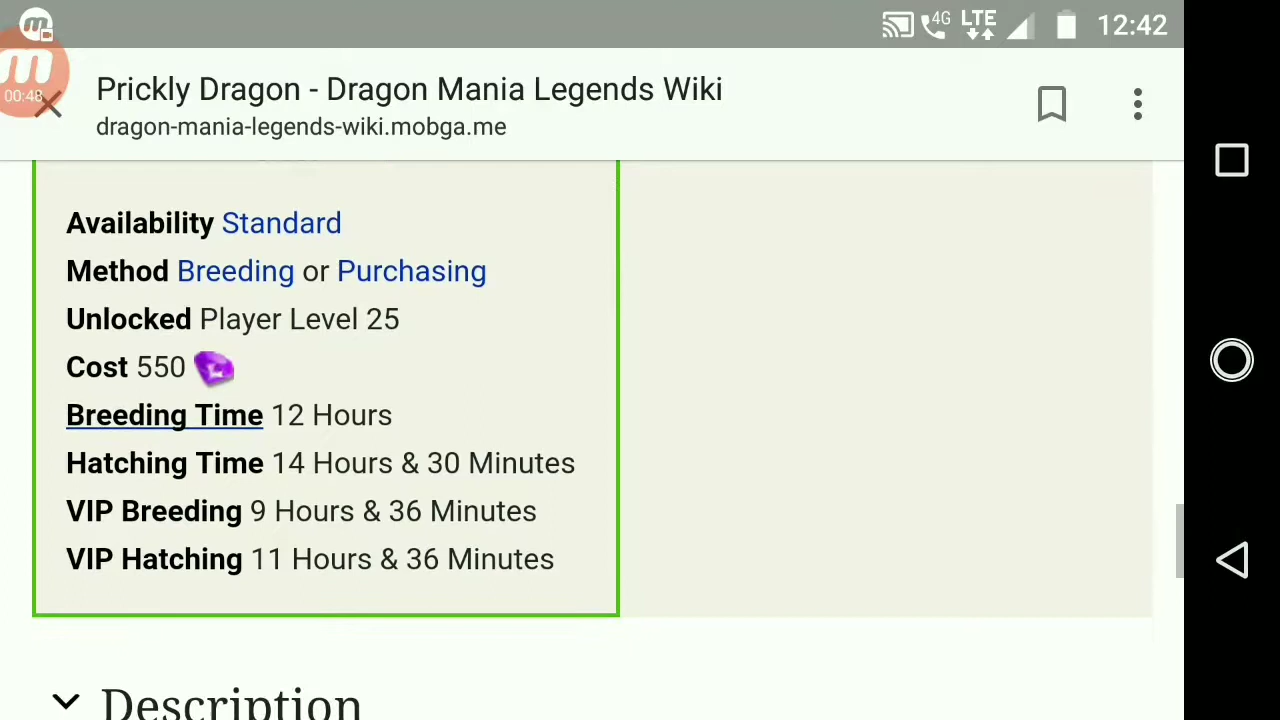 4G LTE 12:42
m
00:48
Prickly Dragon - Dragon Mania Legends Wiki
dragon-mania-legends-wiki.mobga.me
Availability Standard
Method Breeding or Purchasing
Unlocked Player Level 25
Cost 550
Breeding Time 12 Hours
Hatching Time 14 Hours & 30 Minutes
VIP Breeding 9 Hours & 36 Minutes
VIP Hatching 11 Hours & 36 Minutes
Description